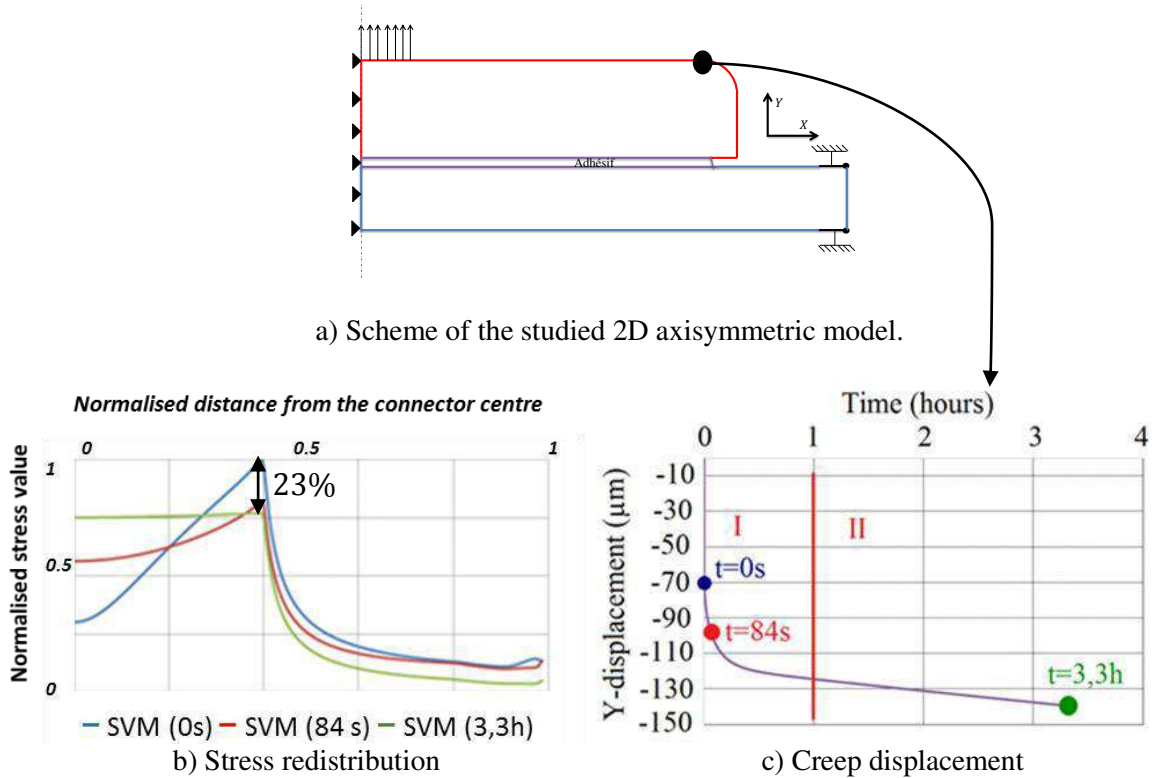 Y
X
Adhésif
a) Scheme of the studied 2D axisymmetric model.
Normalised distance from the connector centre
0 0.5 1
1
23%
0.5
0
Normalised stress value
SVM (0s) SVM (84 s) SVM (3,3h)
b) Stress redistribution
Time (hours)
0 1 2 3 4
-10
-30
-50
-70
-90
-110
-130
-150
Y-displacement (µm)
I II
t=0s
t=84s
t=3,3h
c) Creep displacement